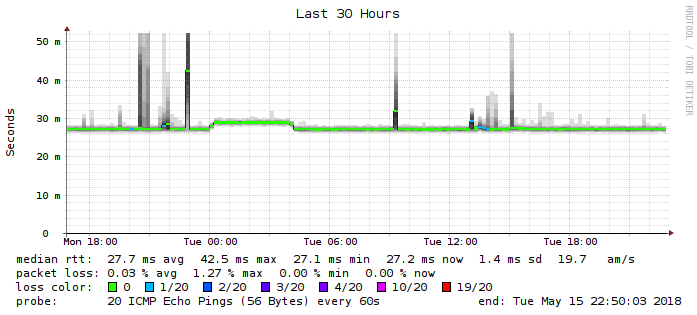 Last 30 Hours
RRDTOOL / TOBI OETIKER
Seconds
50 m
40 m
30 m
20 m
10 m
0
Mon 18:00 Tue 00:00 Tue 06:00 Tue 12:00 Tue 18:00
median rtt: 27.7 ms avg 42.5 ms max 27.1 ms min 27.2 ms now 1.4 ms sd 19.7 am/s
packet loss: 0.03 % avg 1.27 % max 0.00 % min 0.00 % now
loss color: 0 1/20 2/20 3/20 4/20 10/20 19/20
probe: 20 ICMP Echo Pings (56 Bytes) every 60s end: Tue May 15 22:50:03 2018